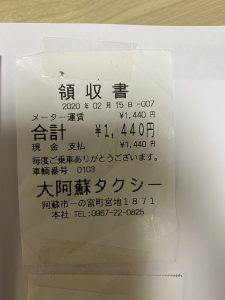 領収書
2020年02月15日-007
メーター運賃 ¥1,440円
合計 ¥1,440円
現金 支払 ¥1,440円
毎度ご乗車ありがとうございます。
車輌番号 0103
大阿蘇タクシー
阿蘇市一の宮町宮地1871
本社 TEL:0967-22-0825